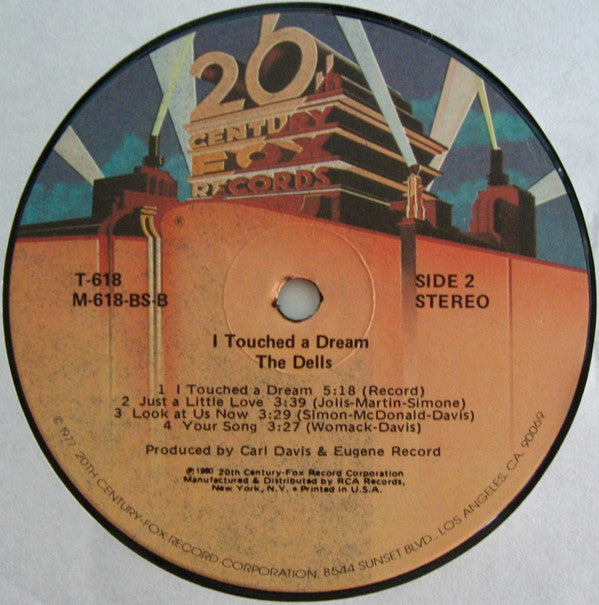 20th
CENTURY
FOX
RECORDS
®
T-618
M-618-BS-B
SIDE 2
STEREO
I Touched a Dream
The Dells
1 I Touched a Dream 5:18 (Record)
2 Just a Little Love 3:39 (Jolis-Martin-Simone)
3 Look at Us Now 3:29 (Simon-McDonald-Davis)
4 Your Song 3:27 (Womack-Davis)
Produced by Carl Davis & Eugene Record
℗ 1980 20th Century-Fox Record Corporation
Manufactured & Distributed by RCA Records,
New York, N.Y. • Printed in U.S.A.
© 1977 20TH CENTURY-FOX RECORD CORPORATION, 8544 SUNSET BLVD., LOS ANGELES, CA. 90069